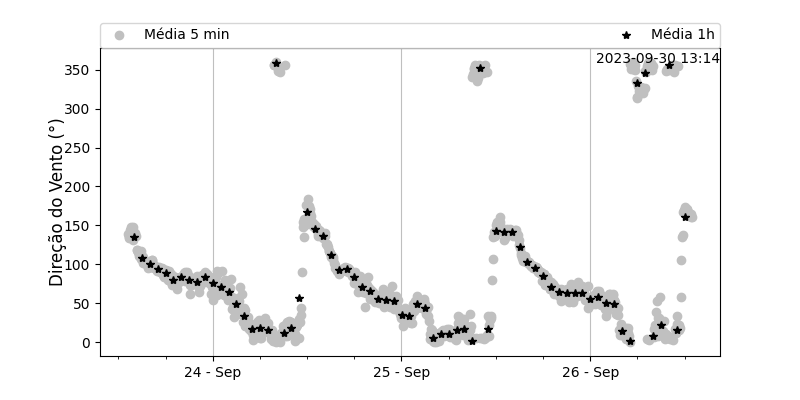 Média 5 min
Média 1h
2023-09-30 13:14
Direção do Vento (°)
350
300
250
200
150
100
50
0
24 - Sep
25 - Sep
26 - Sep